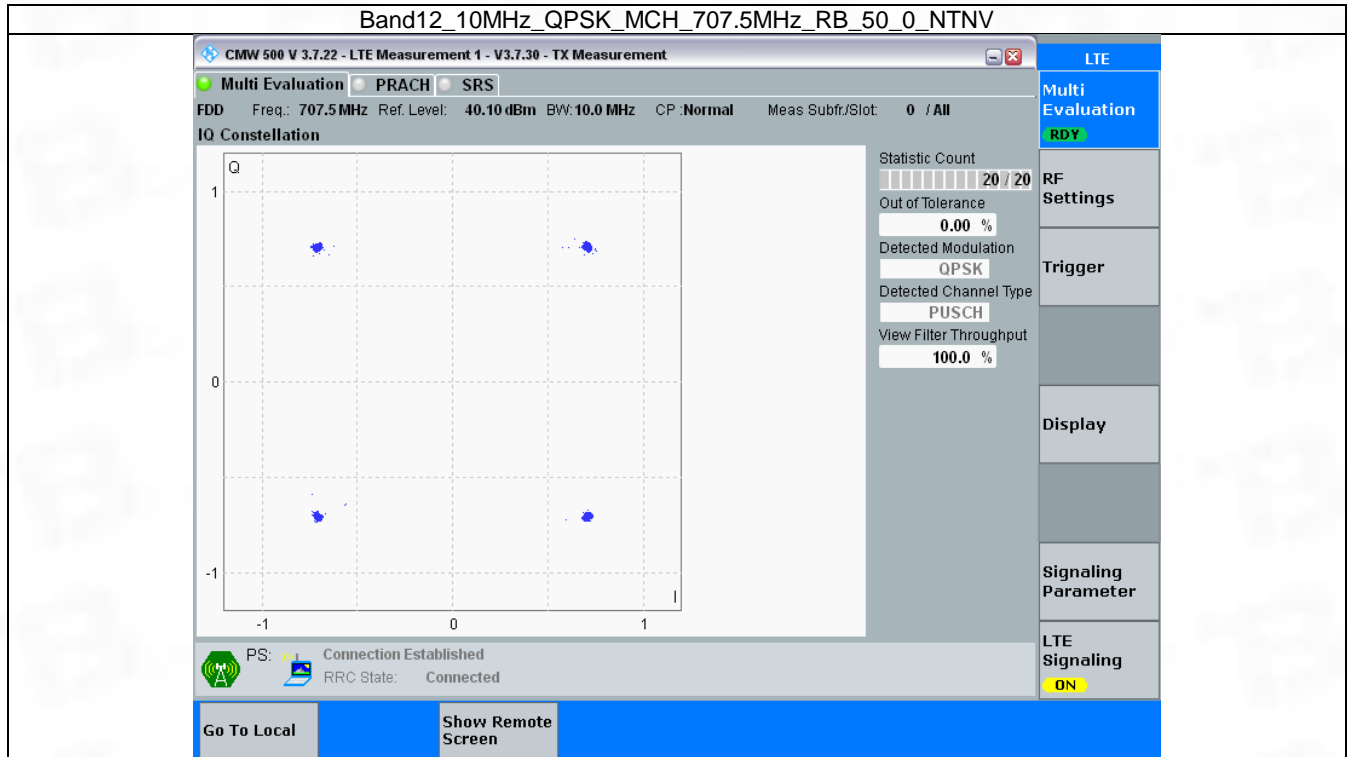 Band12_10MHz_QPSK_MCH_707.5MHz_RB_50_0_NTNV
CMW 500 V 3.7.22 - LTE Measurement 1 - V3.7.30 - TX Measurement
LTE
Multi Evaluation PRACH SRS
Multi
Evaluation
RDY
FDD Freq.: 707.5 MHz Ref. Level: 40.10 dBm BW: 10.0 MHz CP :Normal Meas Subfr./Slot: 0 / All
IQ Constellation
Q
1
0
-1
-1 0 1
I
Statistic Count
20 / 20
Out of Tolerance
0.00 %
Detected Modulation
QPSK
Detected Channel Type
PUSCH
View Filter Throughput
100.0 %
RF
Settings
Trigger
Display
Signaling
Parameter
LTE
Signaling
ON
PS: Connection Established
RRC State: Connected
Go To Local
Show Remote
Screen